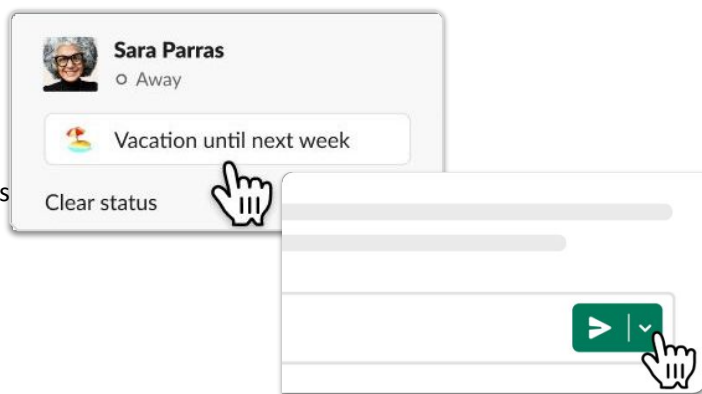 Sara Parras
Away
Vacation until next week
s
Clear status